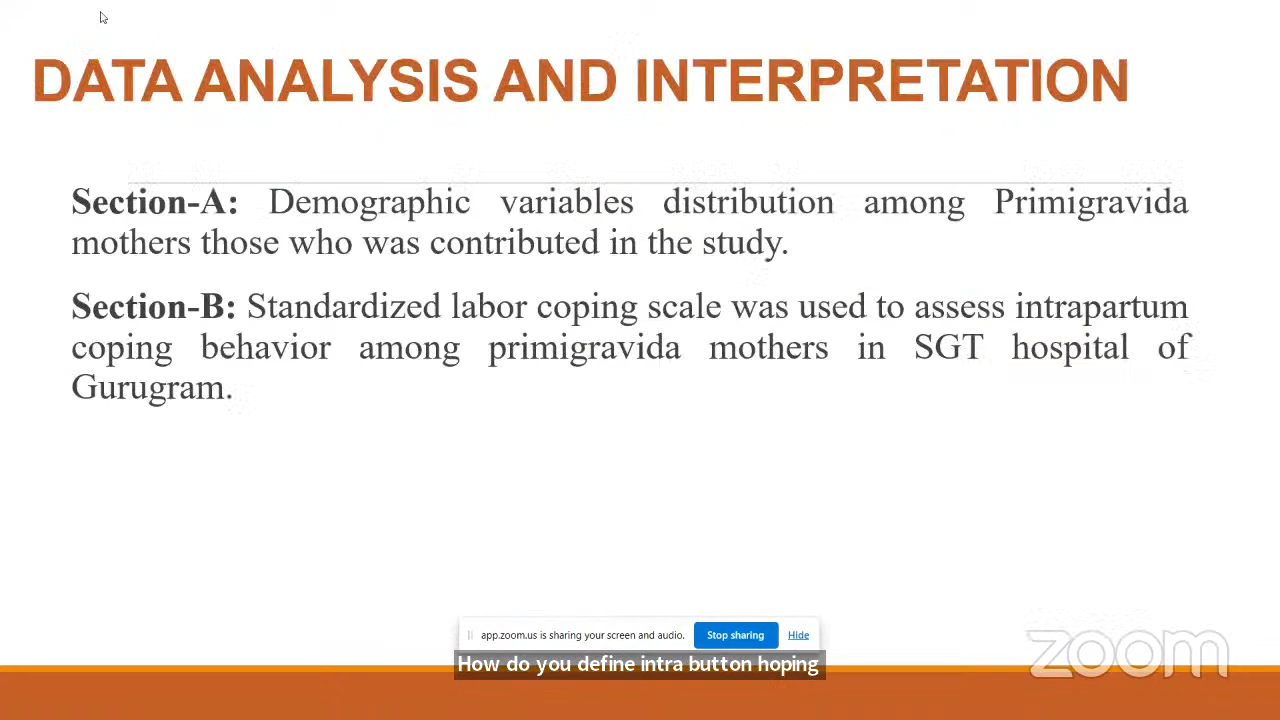 DATA ANALYSIS AND INTERPRETATION
Section-A: Demographic variables distribution among Primigravida
mothers those who was contributed in the study.
Section-B: Standardized labor coping scale was used to assess intrapartum
coping behavior among primigravida mothers in SGT hospital of
Gurugram.
app.zoom.us is sharing your screen and audio. Stop sharing Hide
How do you define intra button hoping
zoom